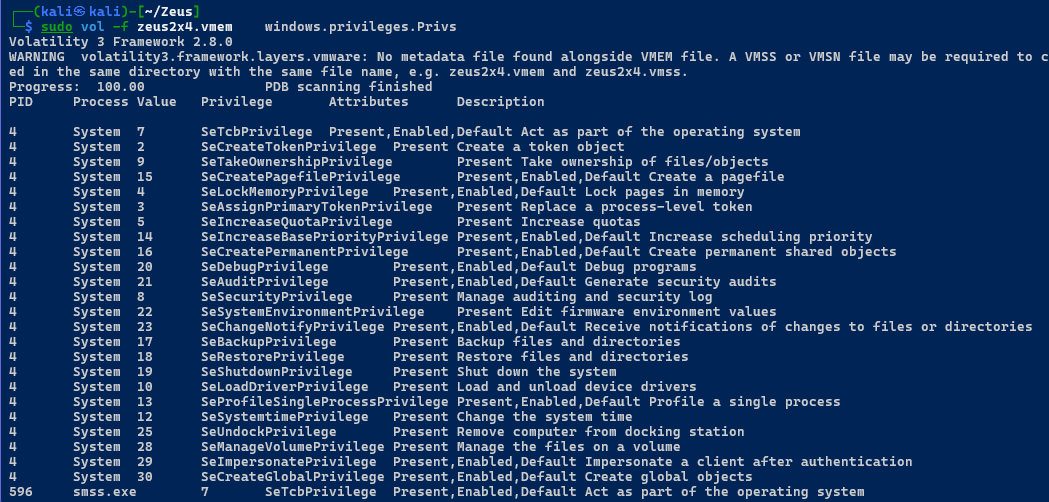 ┌──(kali㉿kali)-[~/Zeus]
└─$ sudo vol -f zeus2x4.vmem    windows.privileges.Privs
Volatility 3 Framework 2.8.0
WARNING  volatility3.framework.layers.vmware: No metadata file found alongside VMEM file. A VMSS or VMSN file may be required to c
ed in the same directory with the same file name, e.g. zeus2x4.vmem and zeus2x4.vmss.
Progress:  100.00               PDB scanning finished
PID     Process Value   Privilege       Attributes      Description
4       System  7       SeTcbPrivilege  Present,Enabled,Default Act as part of the operating system
4       System  2       SeCreateTokenPrivilege  Present Create a token object
4       System  9       SeTakeOwnershipPrivilege        Present Take ownership of files/objects
4       System  15      SeCreatePagefilePrivilege       Present,Enabled,Default Create a pagefile
4       System  4       SeLockMemoryPrivilege   Present,Enabled,Default Lock pages in memory
4       System  3       SeAssignPrimaryTokenPrivilege   Present Replace a process-level token
4       System  5       SeIncreaseQuotaPrivilege        Present Increase quotas
4       System  14      SeIncreaseBasePriorityPrivilege Present,Enabled,Default Increase scheduling priority
4       System  16      SeCreatePermanentPrivilege      Present,Enabled,Default Create permanent shared objects
4       System  20      SeDebugPrivilege        Present,Enabled,Default Debug programs
4       System  21      SeAuditPrivilege        Present,Enabled,Default Generate security audits
4       System  8       SeSecurityPrivilege     Present Manage auditing and security log
4       System  22      SeSystemEnvironmentPrivilege    Present Edit firmware environment values
4       System  23      SeChangeNotifyPrivilege Present,Enabled,Default Receive notifications of changes to files or directories
4       System  17      SeBackupPrivilege       Present Backup files and directories
4       System  18      SeRestorePrivilege      Present Restore files and directories
4       System  19      SeShutdownPrivilege     Present Shut down the system
4       System  10      SeLoadDriverPrivilege   Present Load and unload device drivers
4       System  13      SeProfileSingleProcessPrivilege Present,Enabled,Default Profile a single process
4       System  12      SeSystemtimePrivilege   Present Change the system time
4       System  25      SeUndockPrivilege       Present Remove computer from docking station
4       System  28      SeManageVolumePrivilege Present Manage the files on a volume
4       System  29      SeImpersonatePrivilege  Present,Enabled,Default Impersonate a client after authentication
4       System  30      SeCreateGlobalPrivilege Present,Enabled,Default Create global objects
596     smss.exe        7       SeTcbPrivilege  Present,Enabled,Default Act as part of the operating system